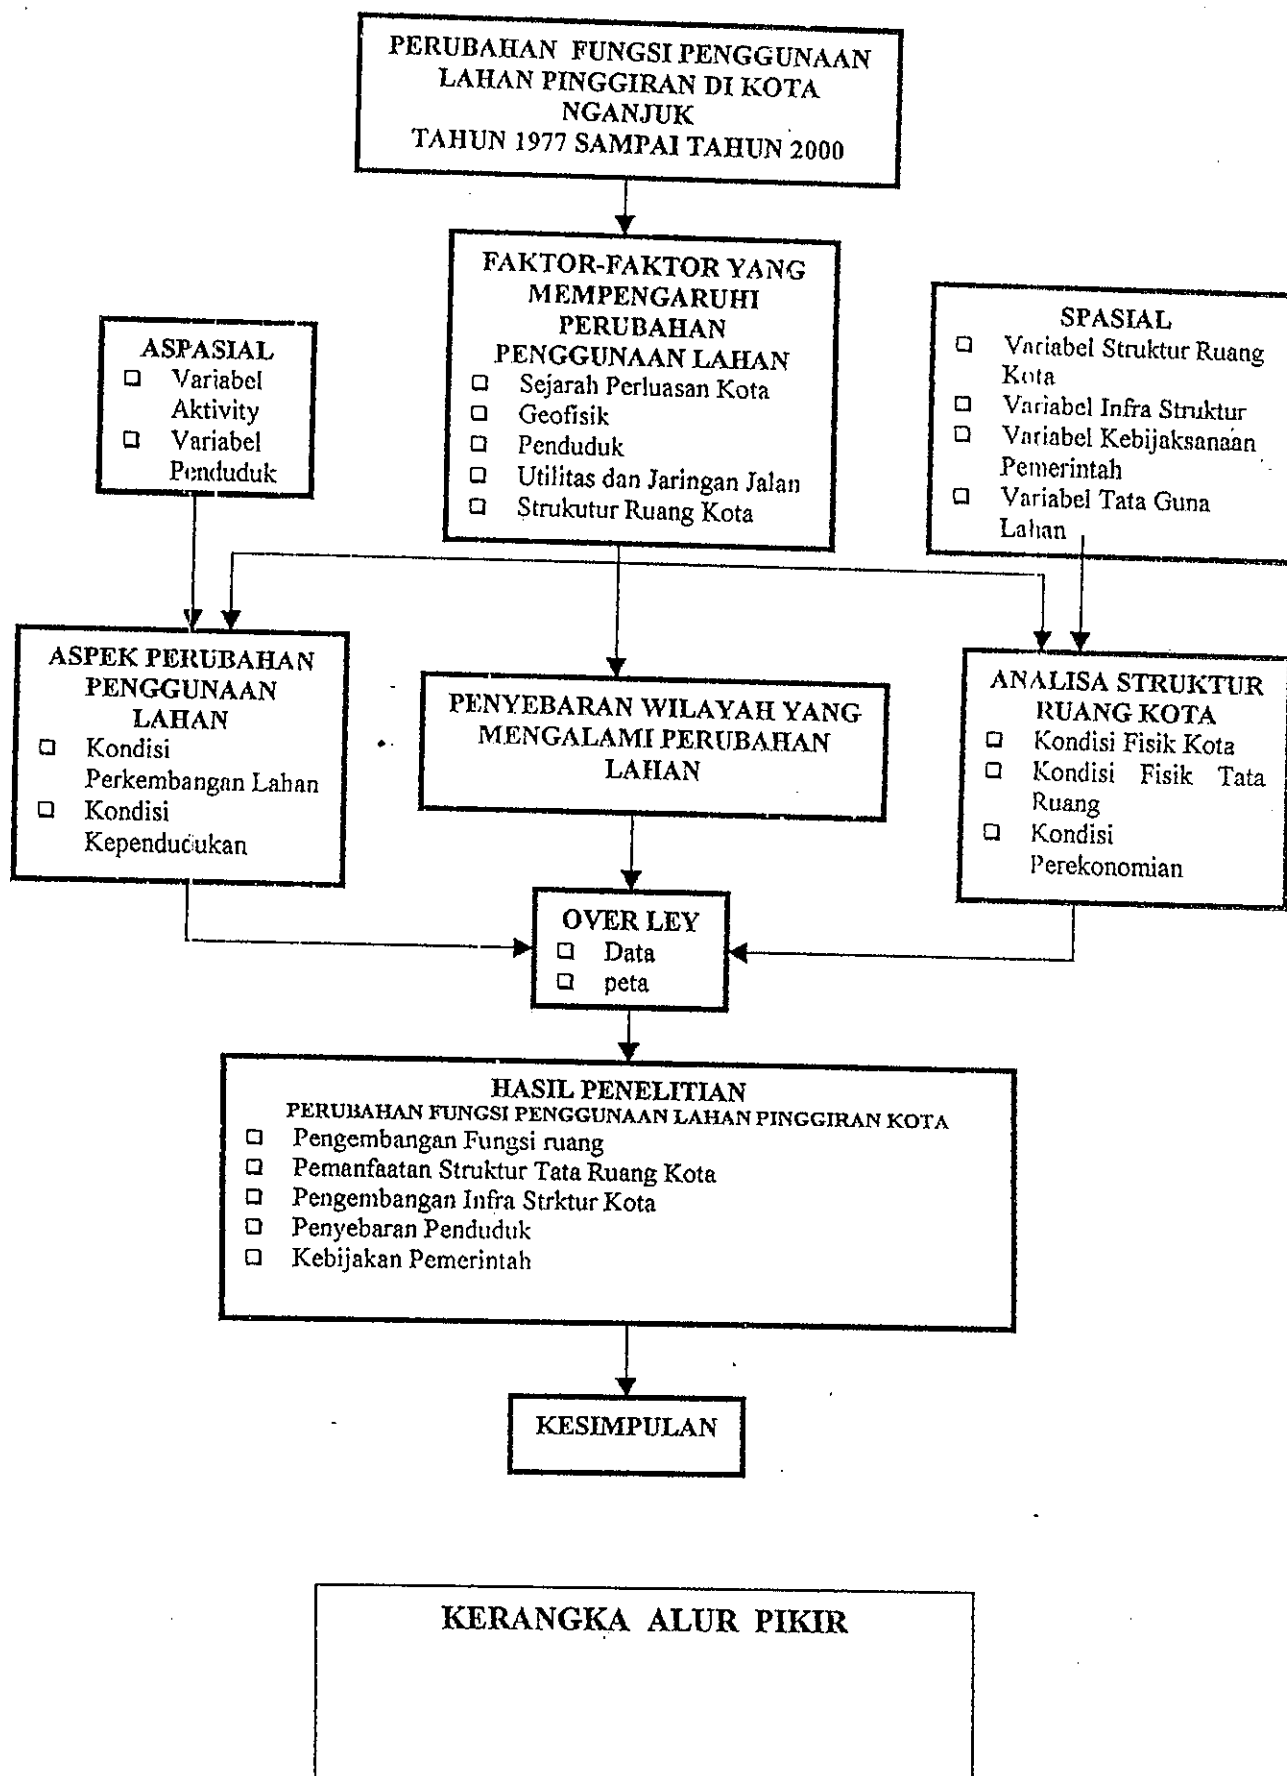 PERUBAHAN FUNGSI PENGGUNAAN
LAHAN PINGGIRAN DI KOTA
NGANJUK
TAHUN 1977 SAMPAI TAHUN 2000
FAKTOR-FAKTOR YANG
MEMPENGARUHI
PERUBAHAN
PENGGUNAAN LAHAN
❑ Sejarah Perluasan Kota
❑ Geofisik
❑ Penduduk
❑ Utilitas dan Jaringan Jalan
❑ Strukutur Ruang Kota
ASPASIAL
❑ Variabel
Aktivity
❑ Variabel
Penduduk
SPASIAL
❑ Variabel Struktur Ruang
Kota
❑ Variabel Infra Struktur
❑ Variabel Kebijaksanaan
Pemerintah
❑ Variabel Tata Guna
Lahan
ASPEK PERUBAHAN
PENGGUNAAN
LAHAN
❑ Kondisi
Perkembangan Lahan
❑ Kondisi
Kependudukan
PENYEBARAN WILAYAH YANG
MENGALAMI PERUBAHAN
LAHAN
ANALISA STRUKTUR
RUANG KOTA
❑ Kondisi Fisik Kota
❑ Kondisi Fisik Tata
Ruang
❑ Kondisi
Perekonomian
OVER LEY
❑ Data
❑ peta
HASIL PENELITIAN
PERUBAHAN FUNGSI PENGGUNAAN LAHAN PINGGIRAN KOTA
❑ Pengembangan Fungsi ruang
❑ Pemanfaatan Struktur Tata Ruang Kota
❑ Pengembangan Infra Strktur Kota
❑ Penyebaran Penduduk
❑ Kebijakan Pemerintah
KESIMPULAN
KERANGKA ALUR PIKIR